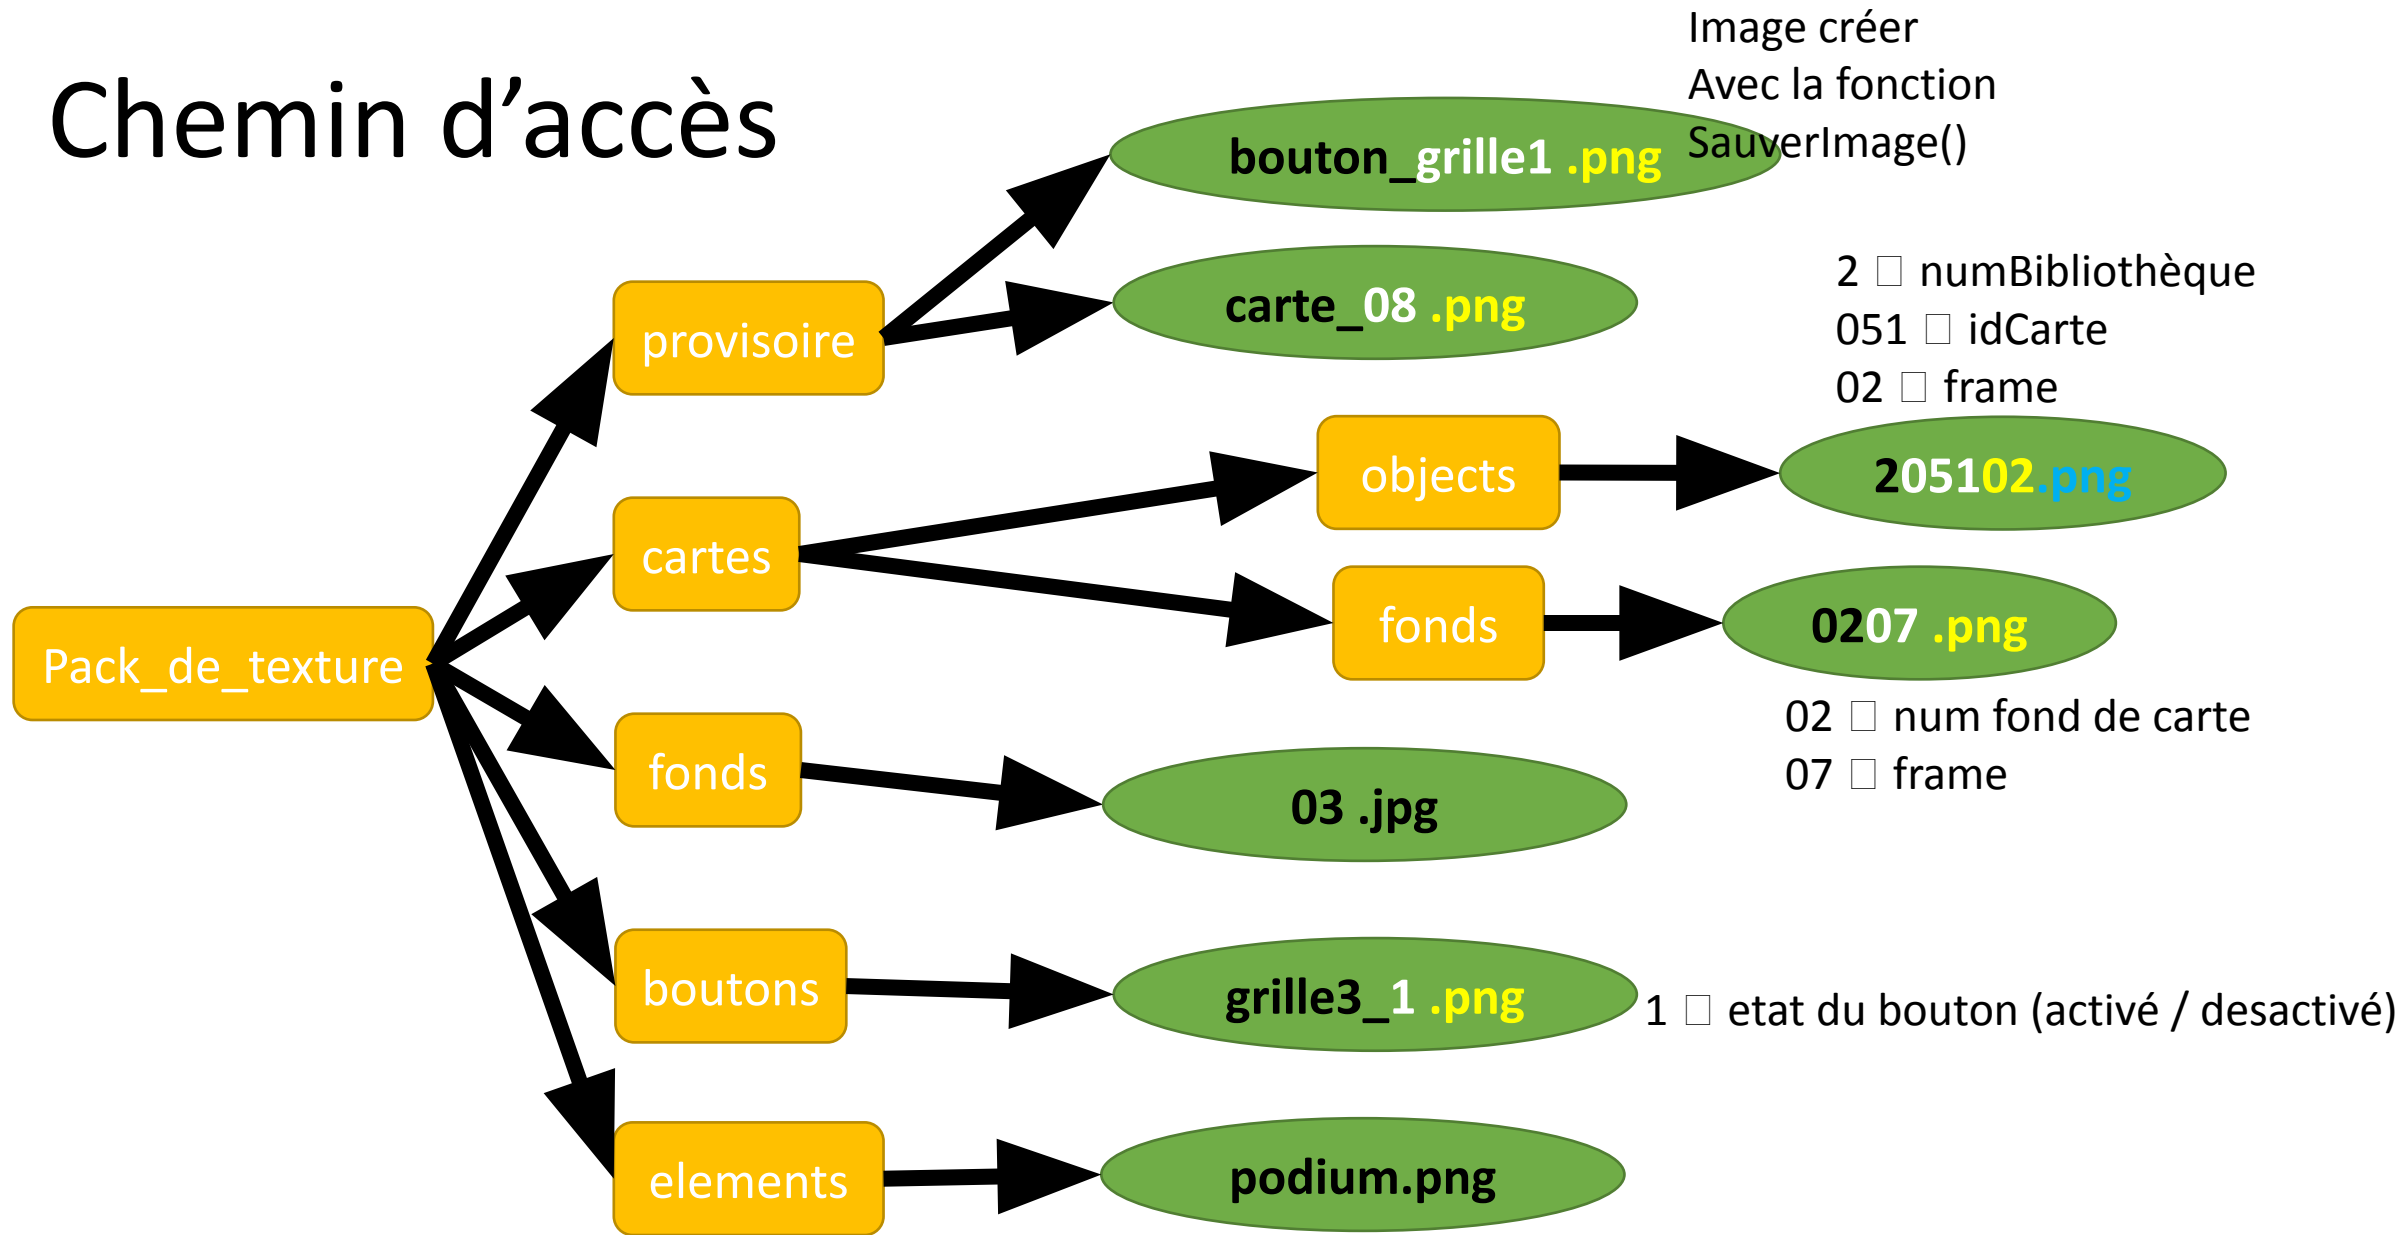 Chemin d’accès
Image créer
Avec la fonction
SauverImage()
bouton_grille1 .png
carte_08 .png
provisoire
2 □ numBibliothèque
051 □ idCarte
02 □ frame
objects
205102.png
cartes
fonds
0207 .png
Pack_de_texture
02 □ num fond de carte
07 □ frame
fonds
03 .jpg
boutons
grille3_1 .png
1 □ etat du bouton (activé / desactivé)
elements
podium.png